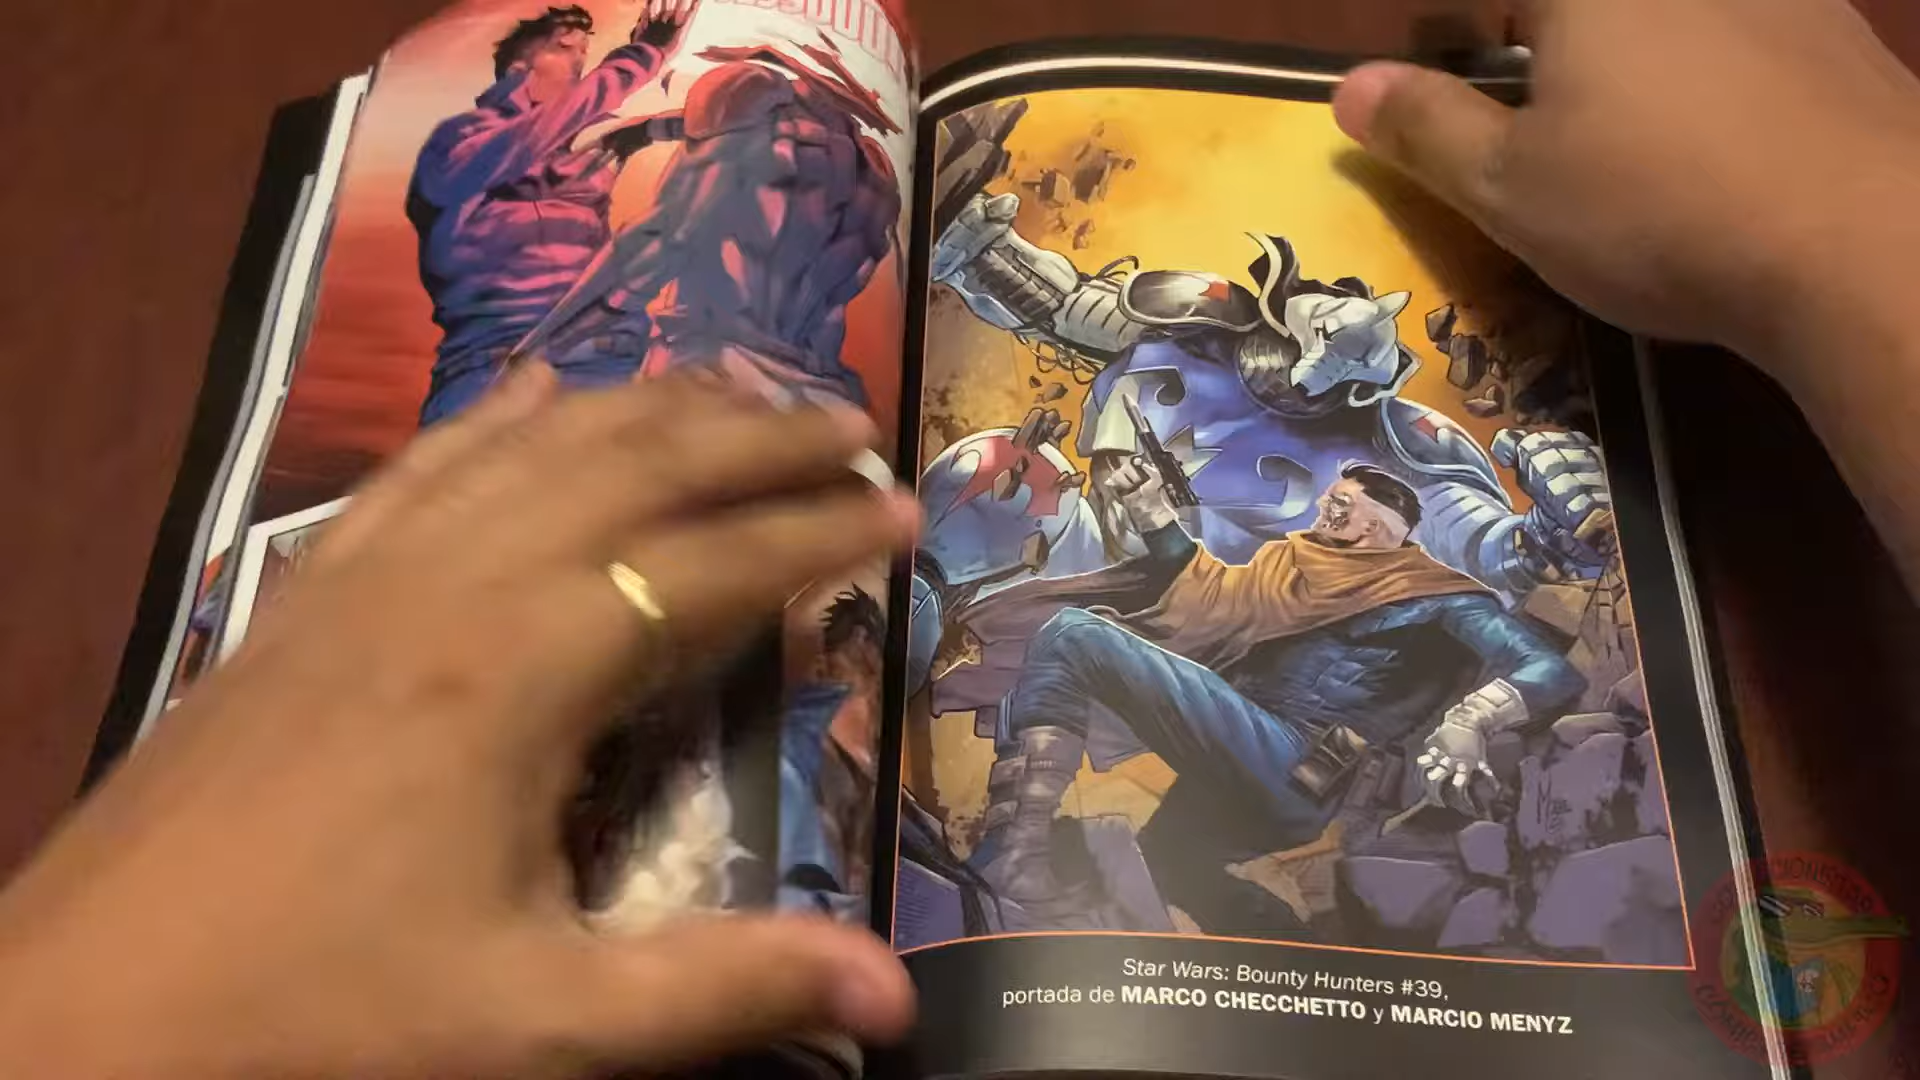 Star Wars: Bounty Hunters #39,
portada de MARCO CHECCHETTO y MARCIO MENYZ